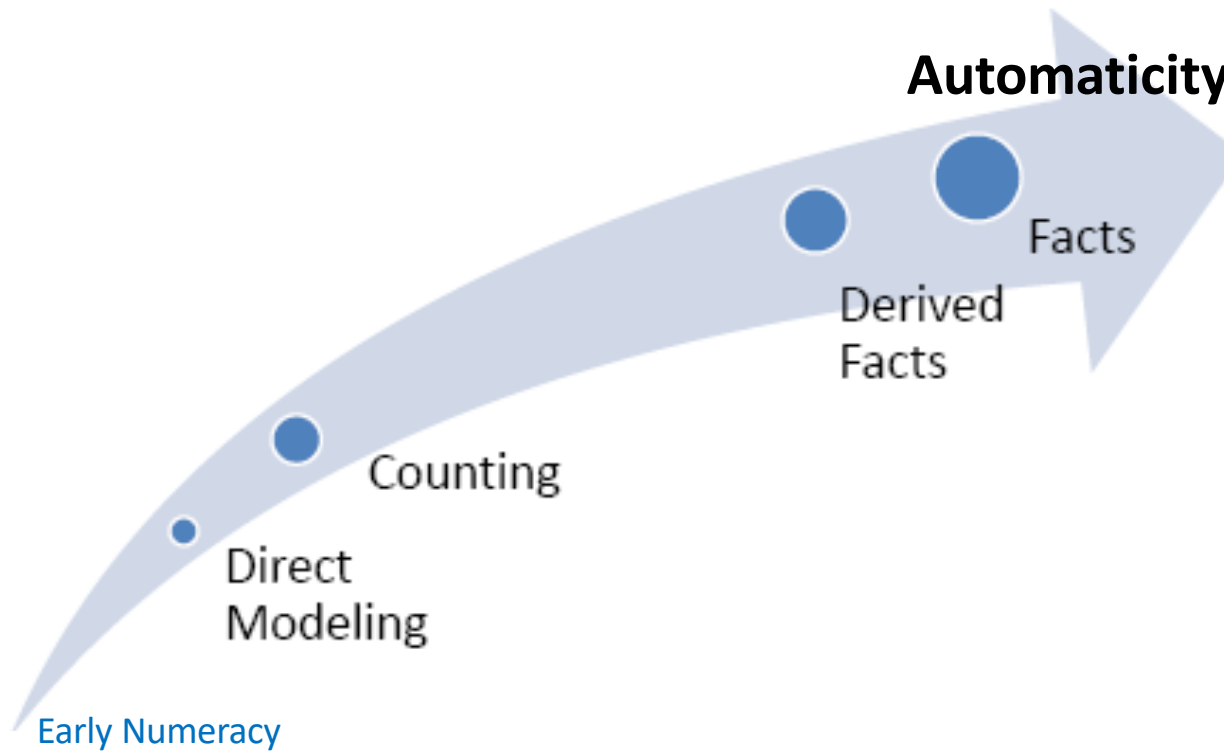 Automaticity
Facts
Derived
Facts
Counting
Direct
Modeling
Early Numeracy